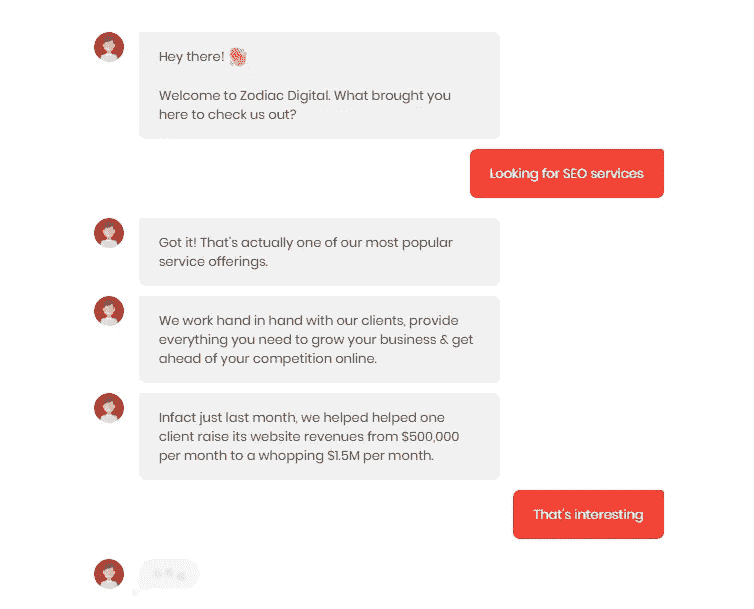 Hey there!
Welcome to Zodiac Digital. What brought you
here to check us out?
Looking for SEO services
Got it! That's actually one of our most popular
service offerings.
We work hand in hand with our clients, provide
everything you need to grow your business & get
ahead of your competition online.
Infact just last month, we helped helped one
client raise its website revenues from $500,000
per month to a whopping $1.5M per month.
That's interesting